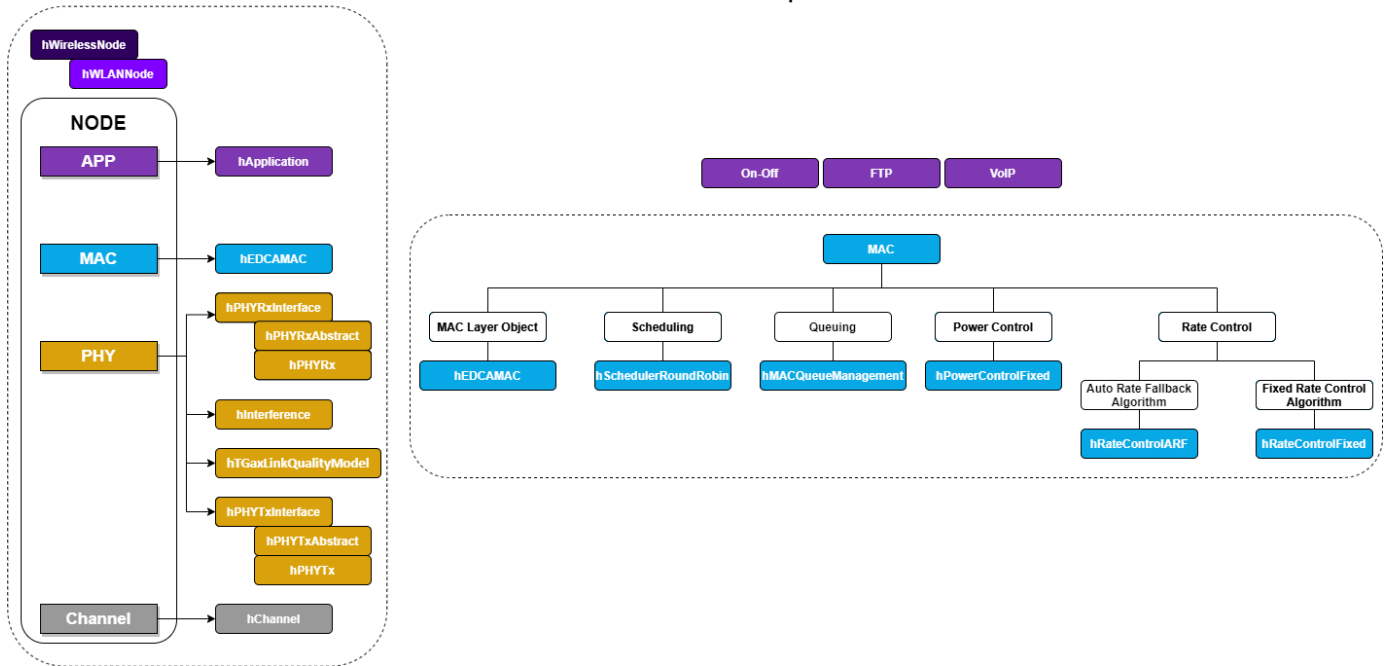 hWirelessNode
hWLANNode
NODE
APP
hApplication
MAC
hEDCAMAC
PHY
hPHYRxInterface
hPHYRxAbstract
hPHYRx
hInterference
hTGaxLinkQualityModel
hPHYTxInterface
hPHYTxAbstract
hPHYTx
Channel
hChannel
On-Off
FTP
VoIP
MAC
MAC Layer Object
Scheduling
Queuing
Power Control
Rate Control
hEDCAMAC
hSchedulerRoundRobin
hMACQueueManagement
hPowerControlFixed
Auto Rate Fallback
Algorithm
Fixed Rate Control
Algorithm
hRateControlARF
hRateControlFixed